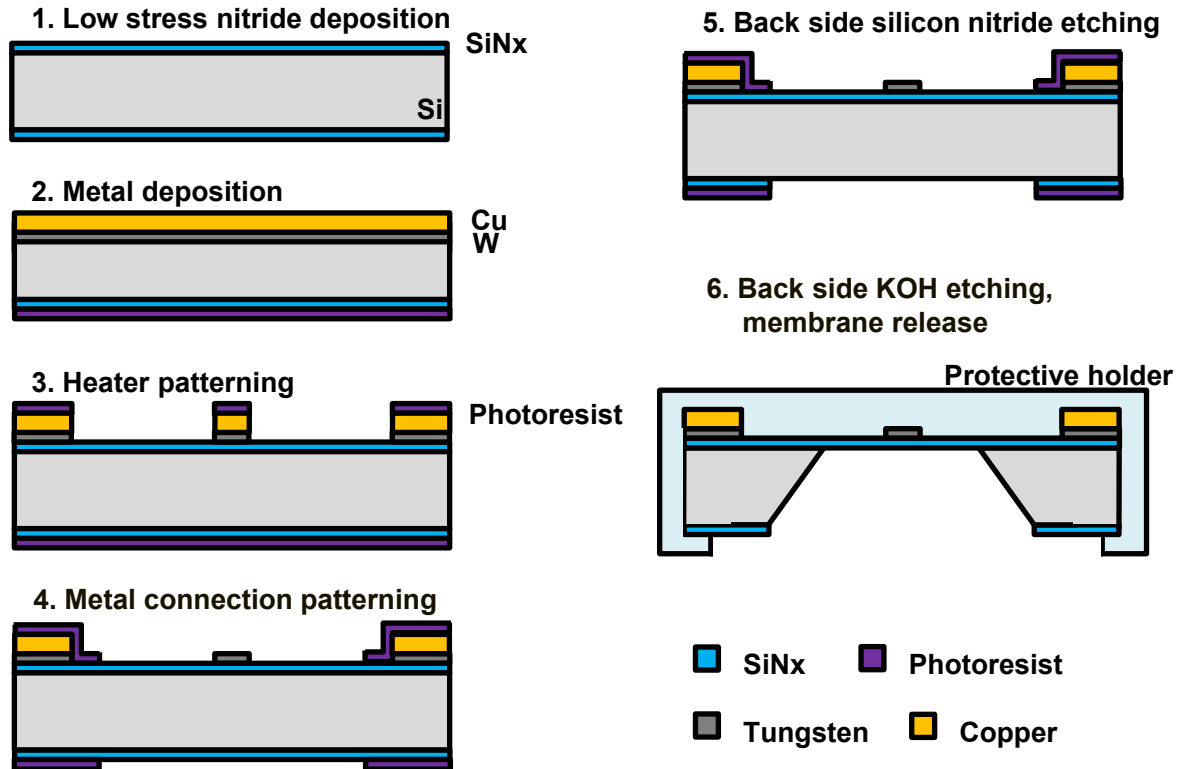 1. Low stress nitride deposition
SiNx
Si
2. Metal deposition
Cu
W
3. Heater patterning
Photoresist
4. Metal connection patterning
5. Back side silicon nitride etching
6. Back side KOH etching,
membrane release
Protective holder
SiNx
Photoresist
Tungsten
Copper